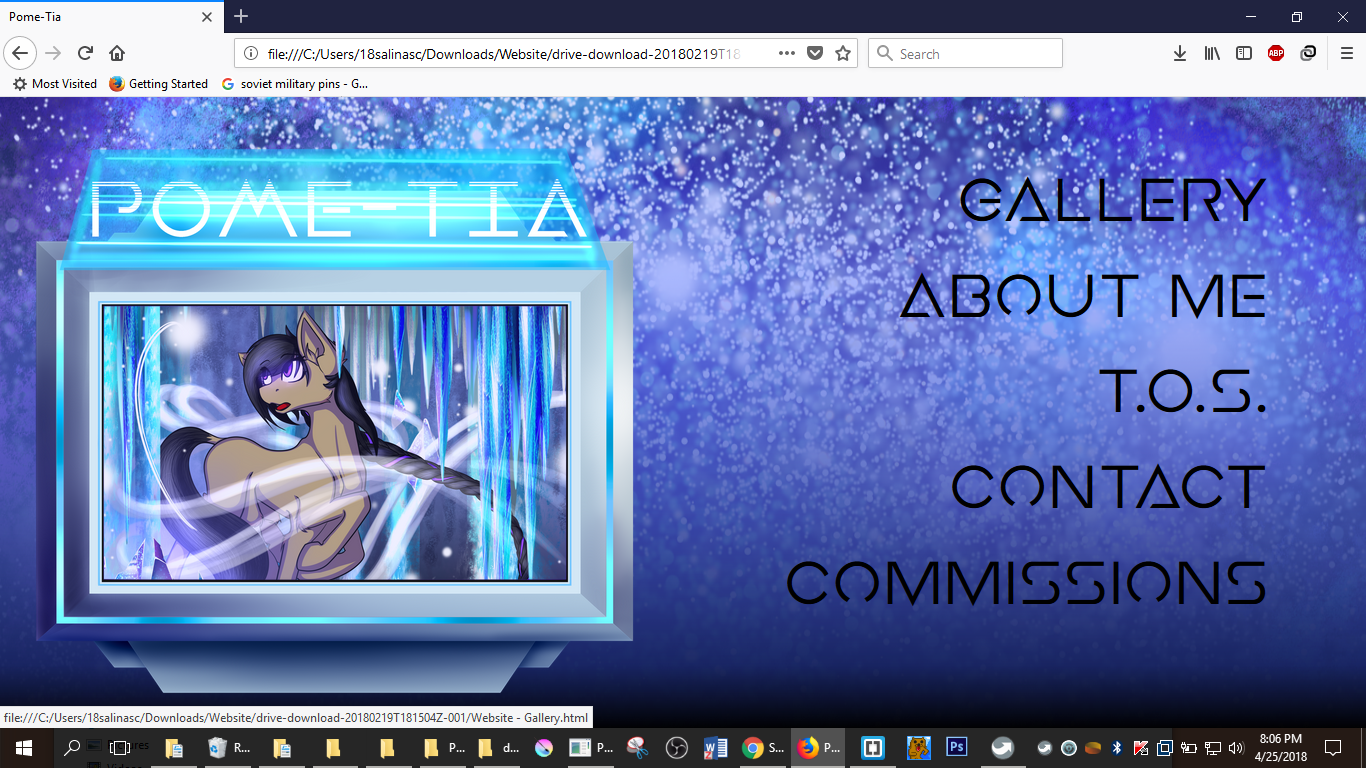 Pome-Tia
file:///C:/Users/18salinasc/Downloads/Website/drive-download-20180219T18
Search
ABP
Most Visited
Getting Started
soviet military pins - G...
POME-TIA
GALLERY
ABOUT ME
T.O.S.
CONTACT
COMMISSIONS
file:///C:/Users/18salinasc/Downloads/Website/drive-download-20180219T181504Z-001/Website - Gallery.html
R...
P...
d...
P...
S...
P...
Ps
8:06 PM
4/25/2018